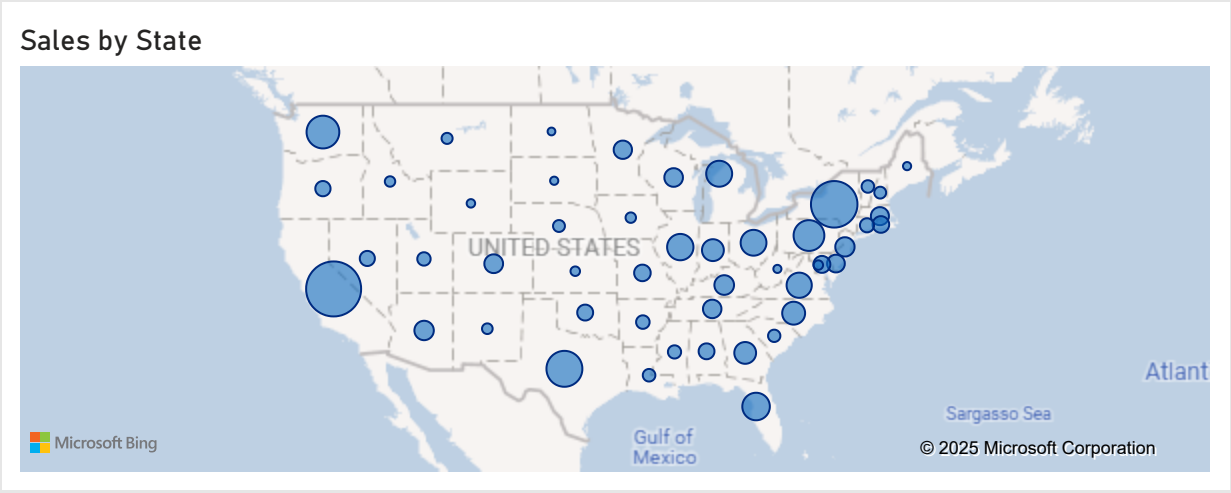 Sales by State
UNITED STATES
Atlant
Sargasso Sea
Gulf of
Mexico
Microsoft Bing
© 2025 Microsoft Corporation